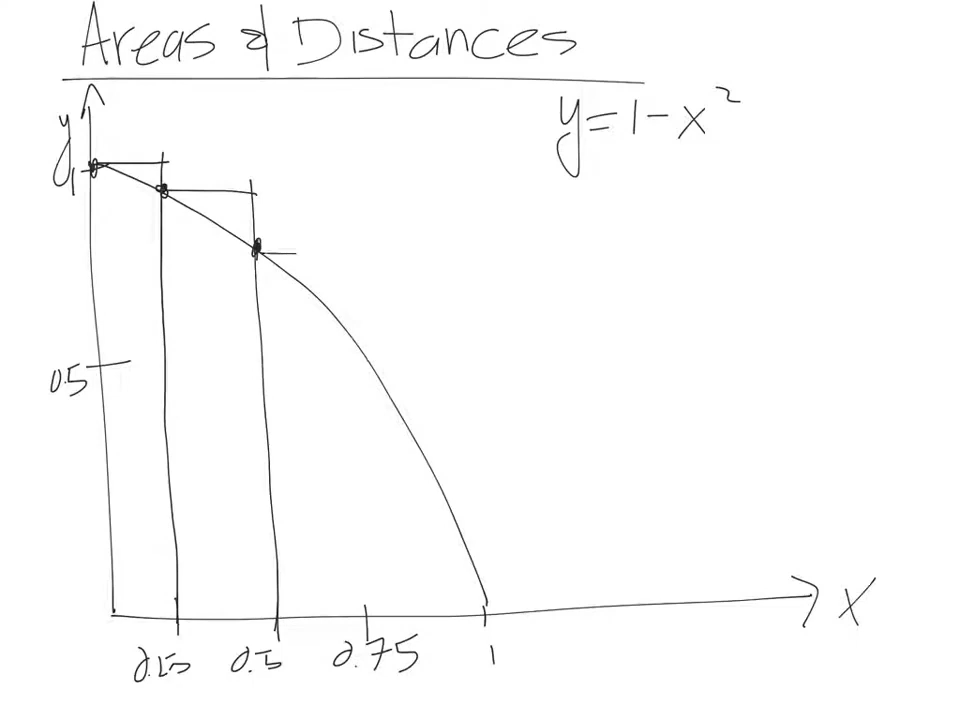 Areas & Distances
y = 1 - x²
y
1
0.5
0.25 0.5 0.75 1
x